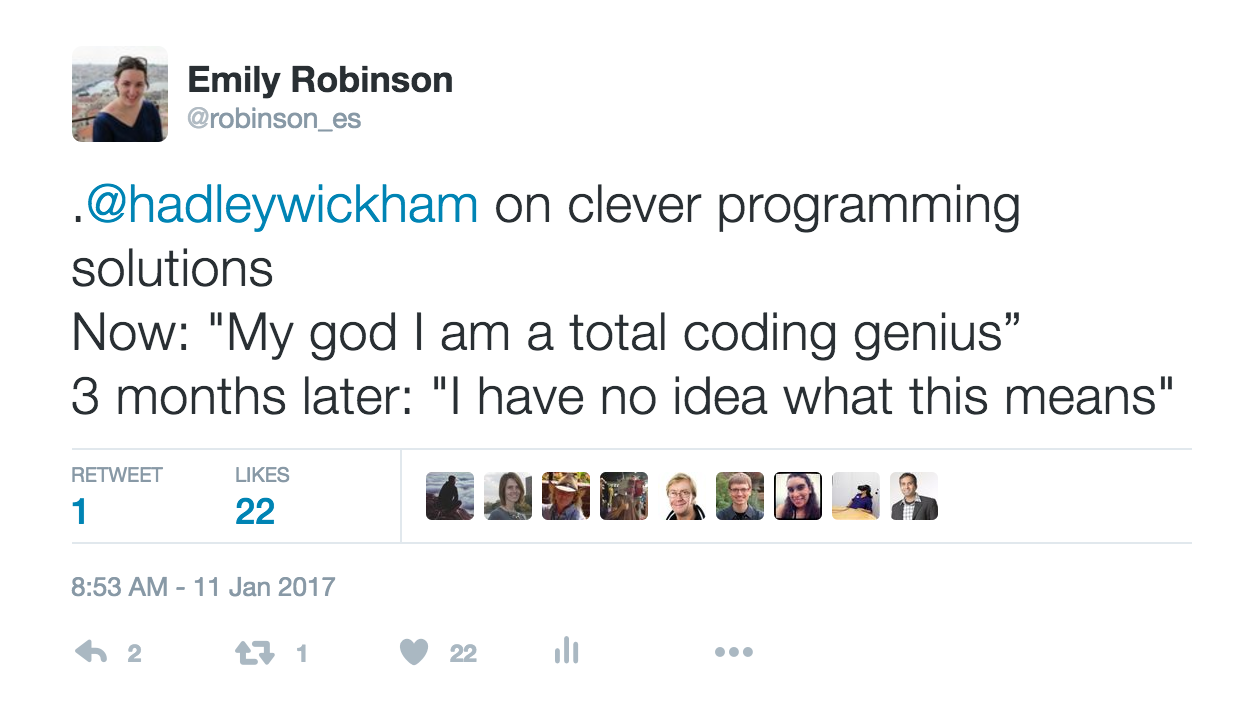 Emily Robinson
@robinson_es
.@hadleywickham on clever programming
solutions
Now: "My god I am a total coding genius”
3 months later: "I have no idea what this means"
RETWEET LIKES
1 22
8:53 AM - 11 Jan 2017
2 1 22